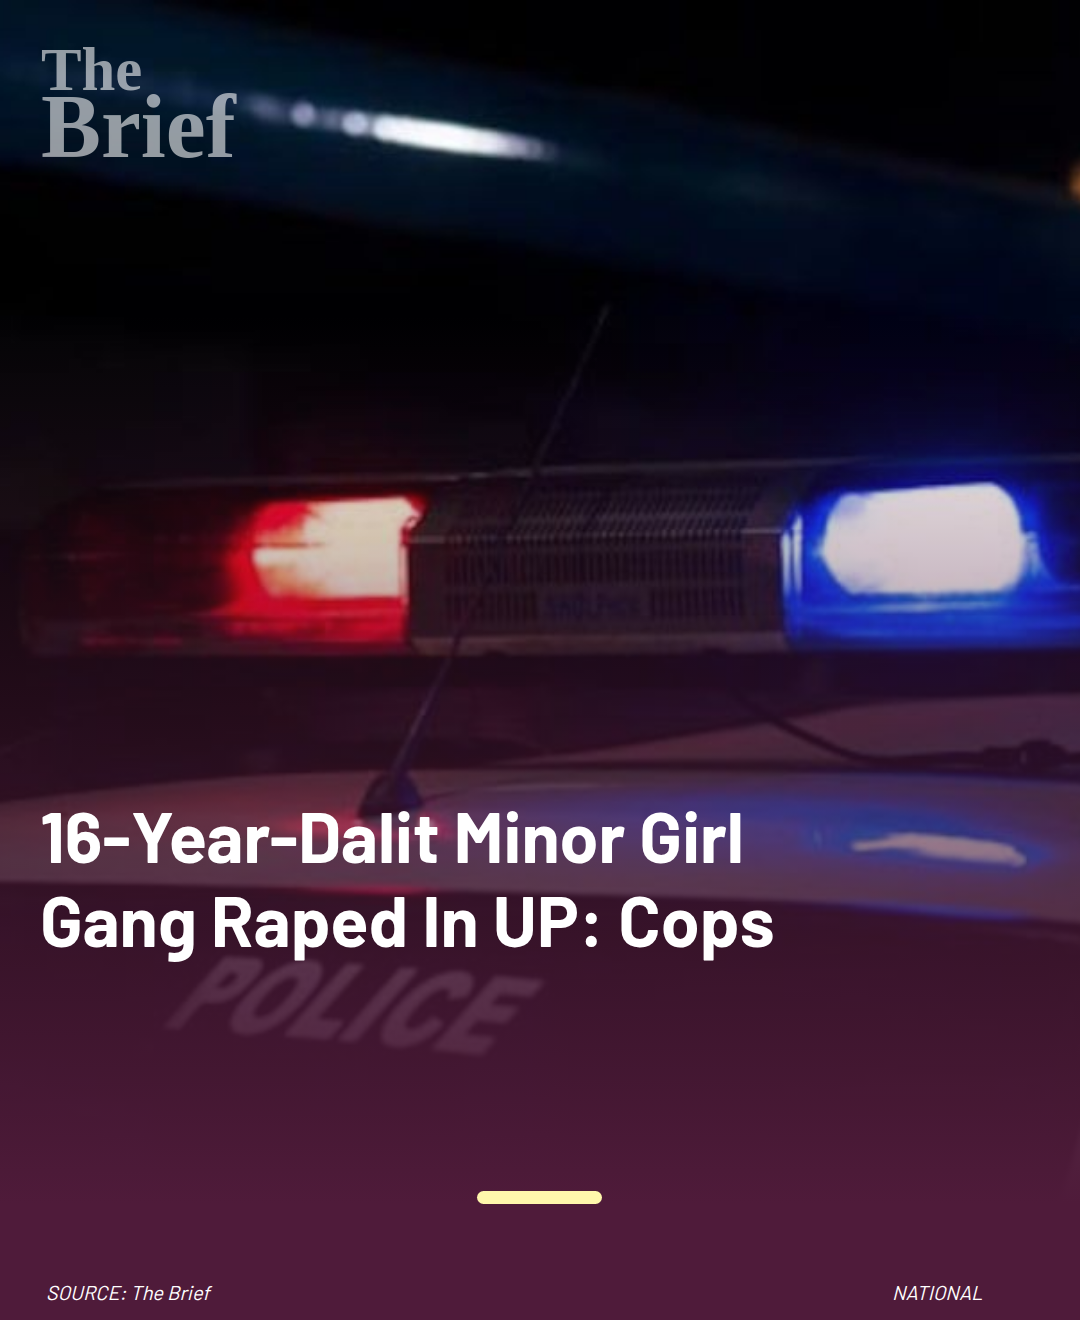 The
Brief
16-Year-Dalit Minor Girl
Gang Raped In UP: Cops
POLICE
SOURCE: The Brief
NATIONAL